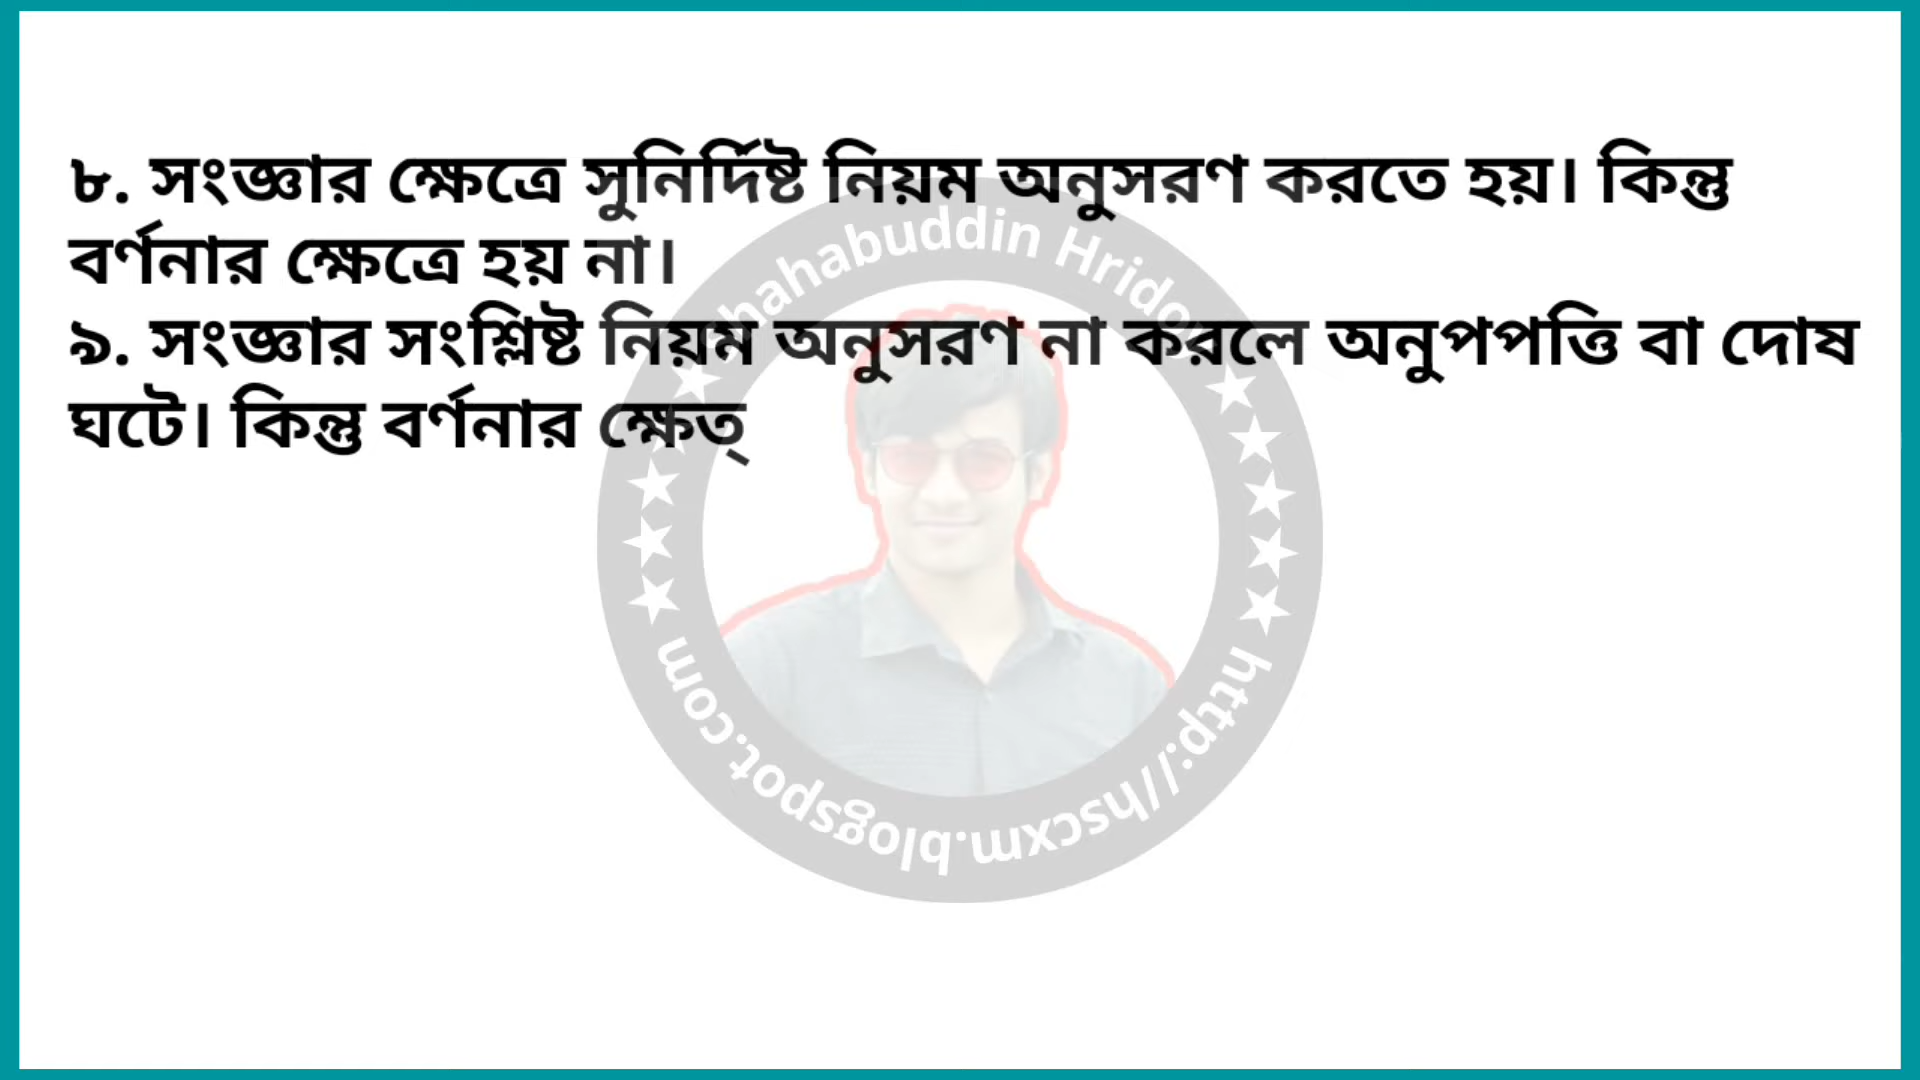 ৮. সংজ্ঞার ক্ষেত্রে সুনির্দিষ্ট নিয়ম অনুসরণ করতে হয়। কিন্তু
বর্ণনার ক্ষেত্রে হয় না।
৯. সংজ্ঞার সংশ্লিষ্ট নিয়ম অনুসরণ না করলে অনুপপত্তি বা দোষ
ঘটে। কিন্তু বর্ণনার ক্ষেত্
Shahabuddin Hridoy
http://hscxm.blogspot.com